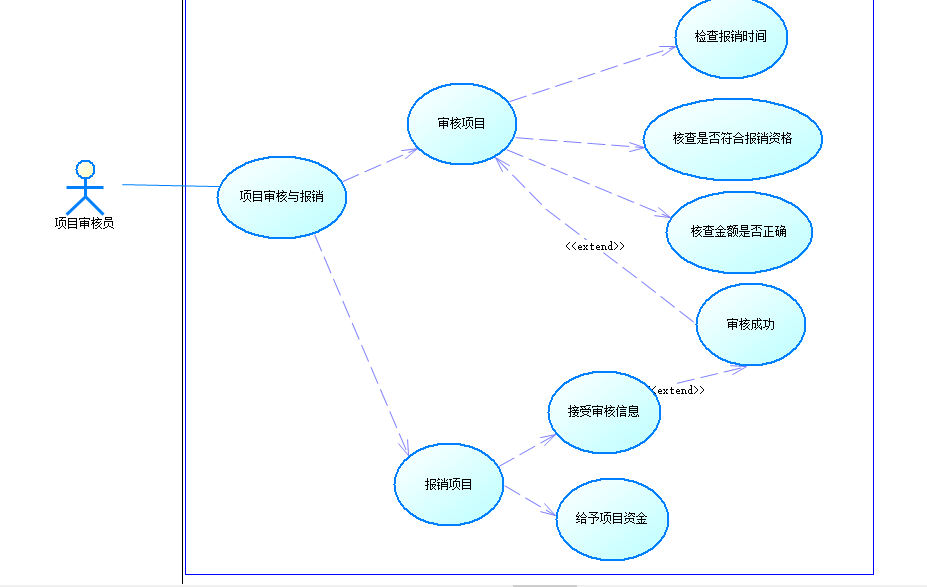 检查报销时间
审核项目
核查是否符合报销资格
项目审核与报销
项目审核员
核查金额是否正确
<<extend>>
审核成功
<<extend>>
接受审核信息
报销项目
给予项目资金